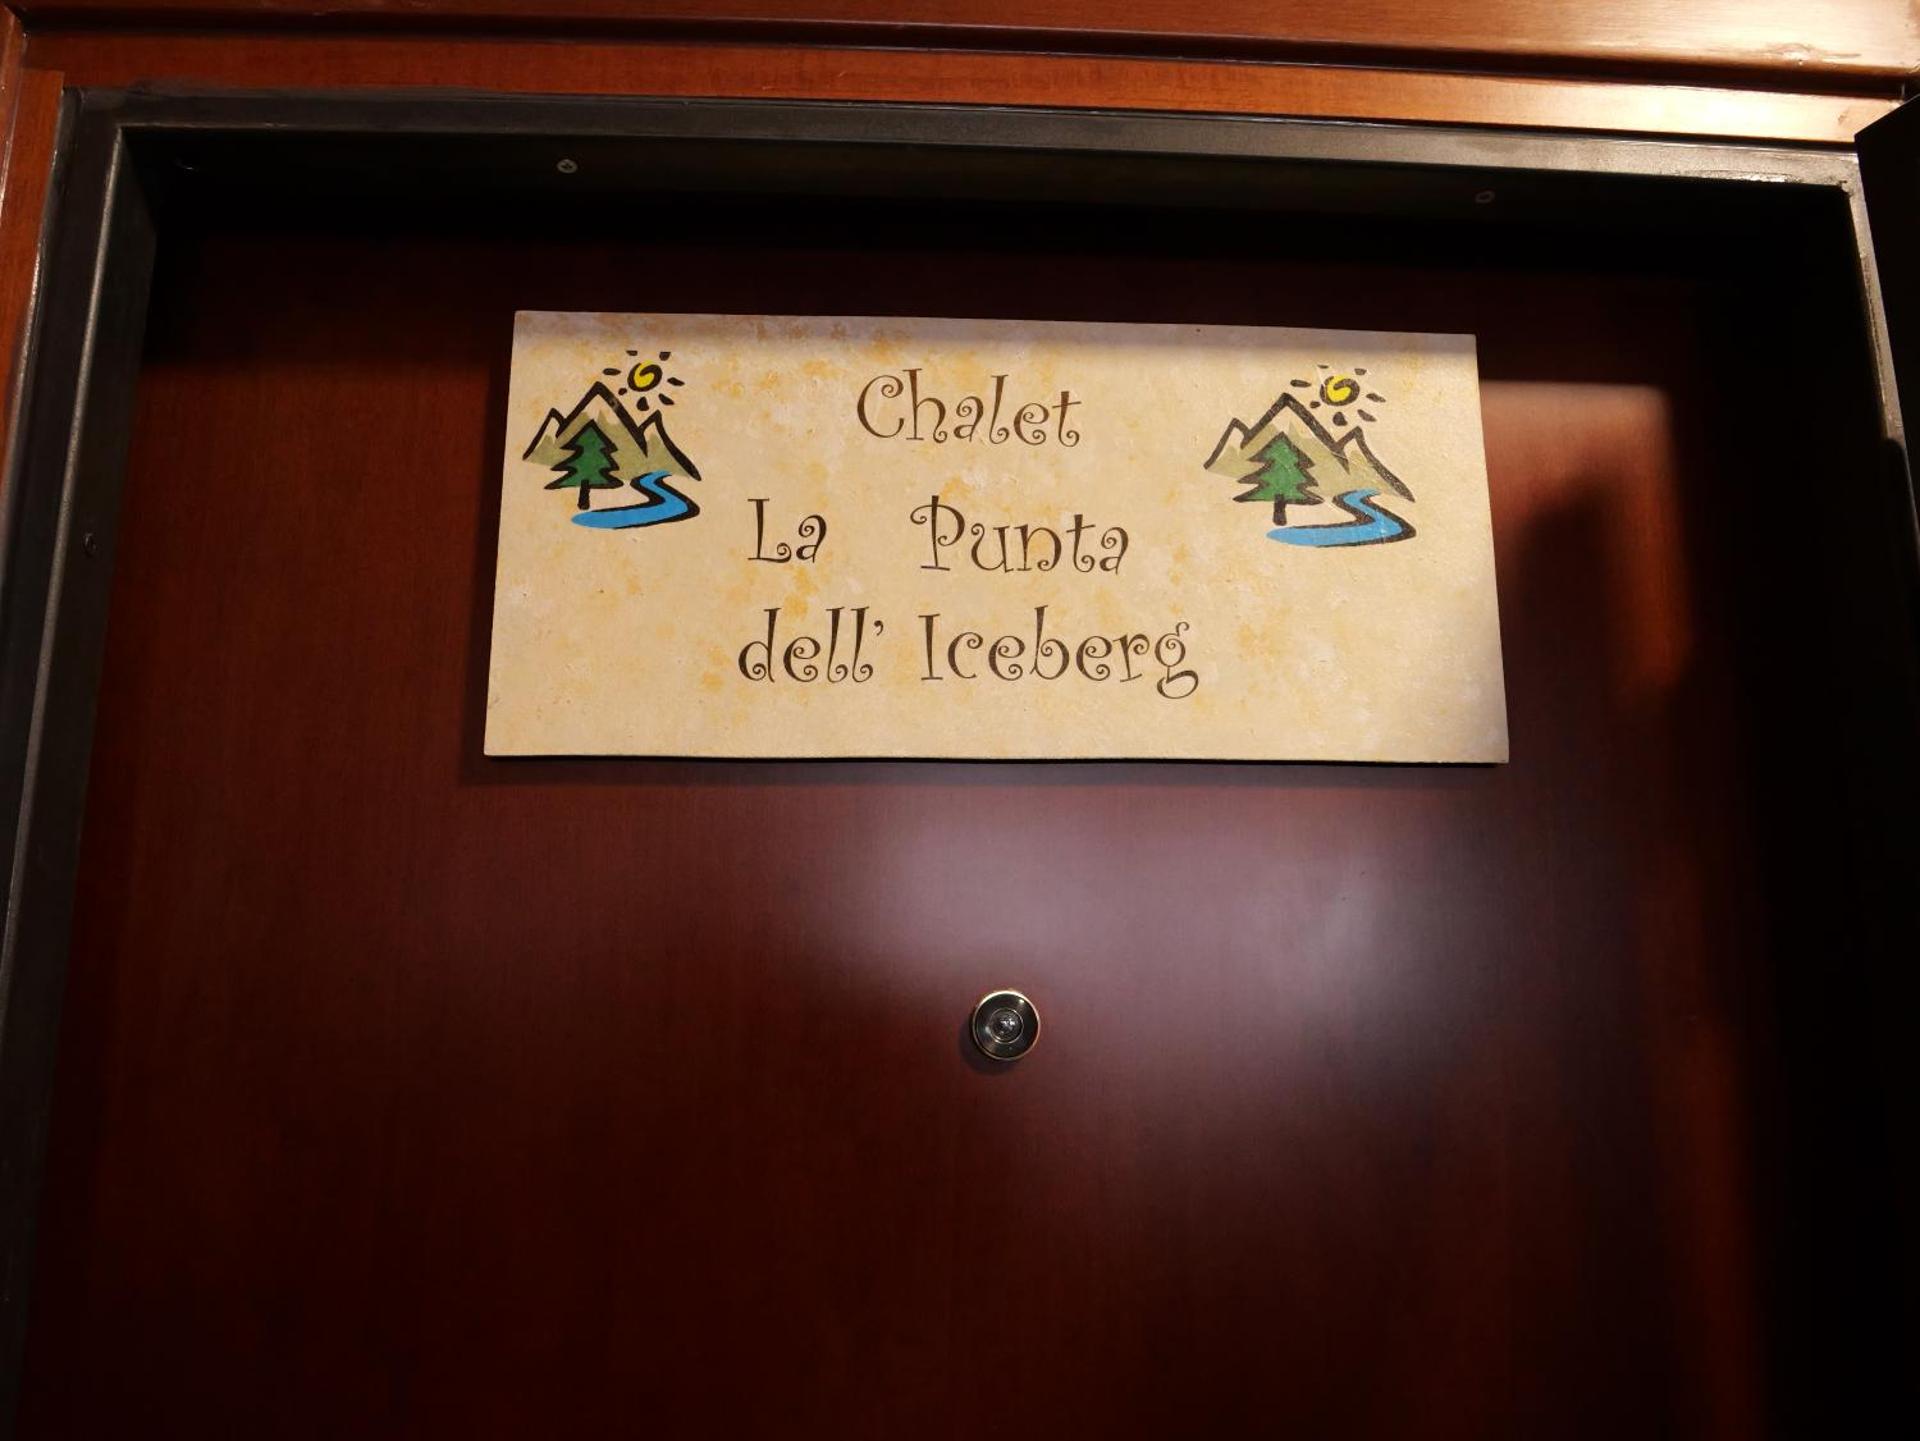 Chalet
La Punta
dell' Iceberg